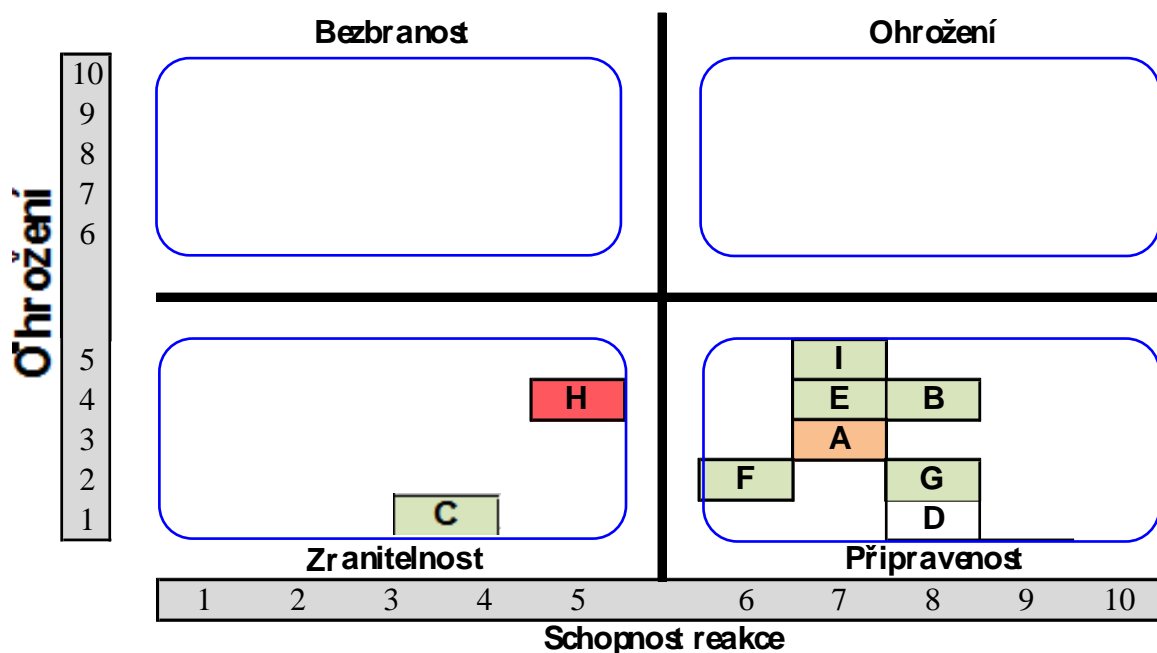 Bezbranost Ohrožení
10
9
8
7
6
Ohrožení
5 I
4 H E B
3 A
2 F G
1 C D
Zranitelnost Připravenost
1 2 3 4 5 6 7 8 9 10
Schopnost reakce